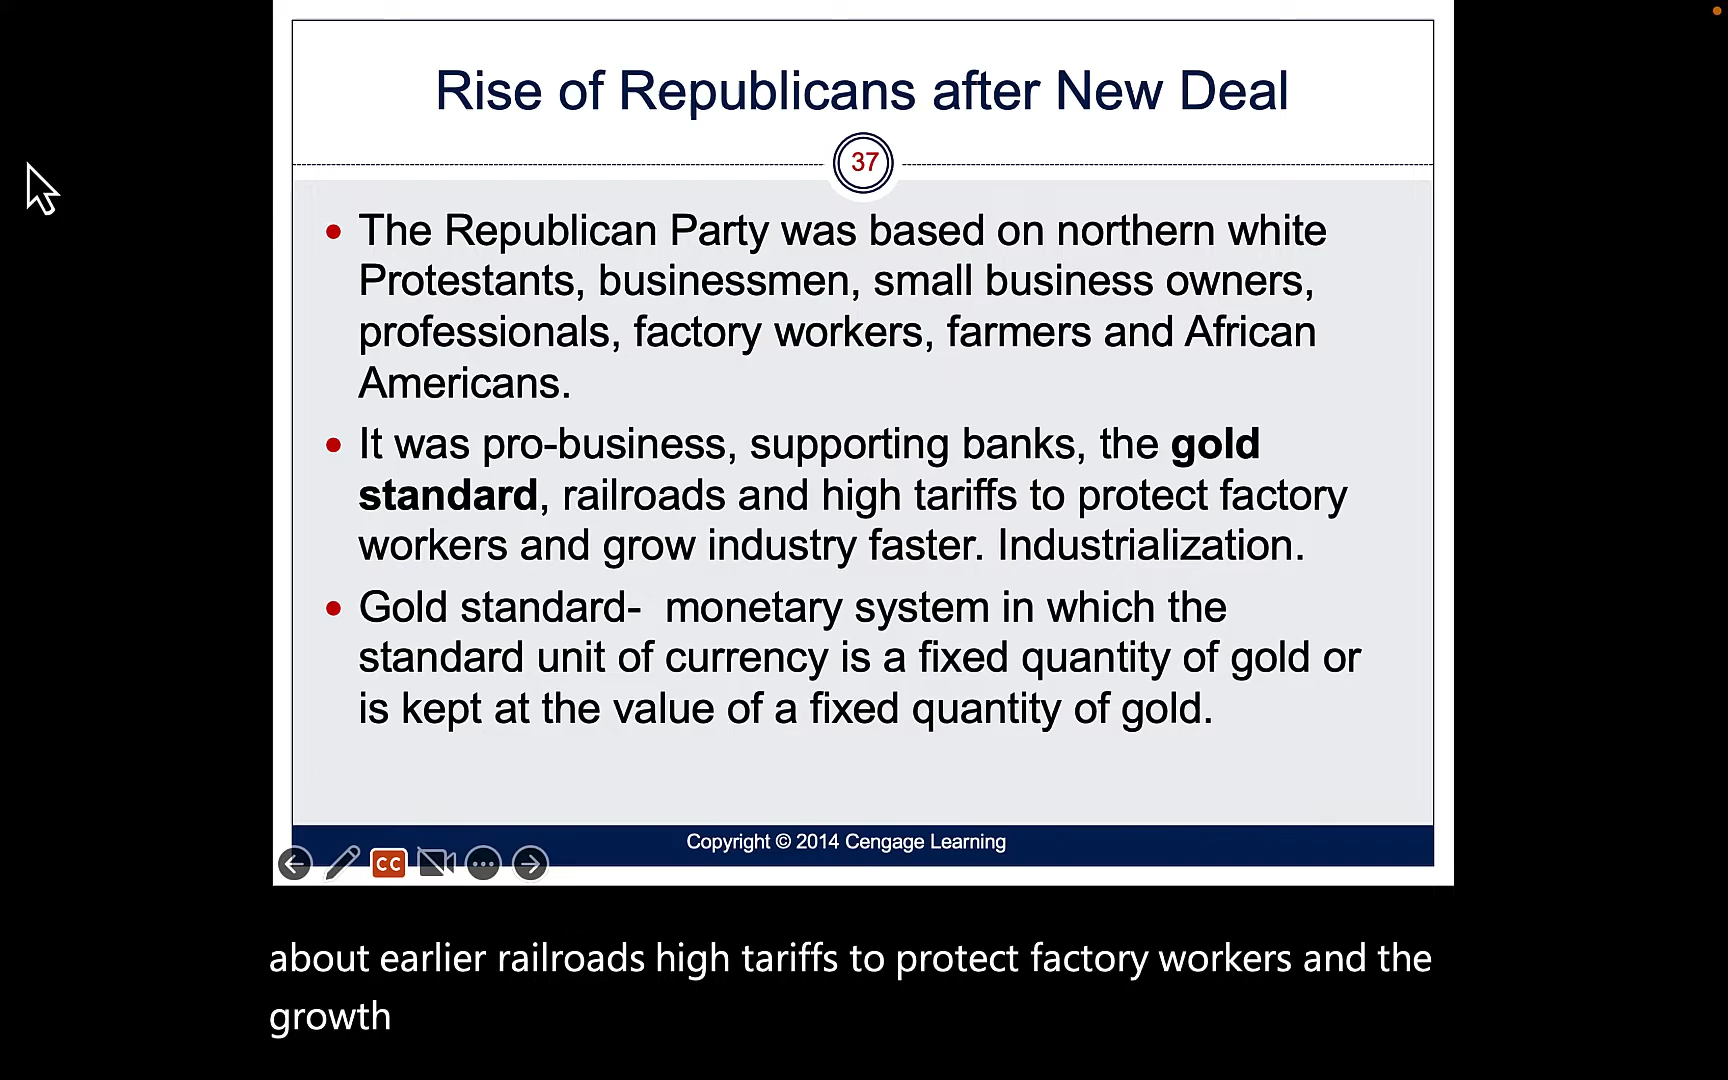 Rise of Republicans after New Deal
37
• The Republican Party was based on northern white
Protestants, businessmen, small business owners,
professionals, factory workers, farmers and African
Americans.
• It was pro-business, supporting banks, the gold
standard, railroads and high tariffs to protect factory
workers and grow industry faster. Industrialization.
• Gold standard-  monetary system in which the
standard unit of currency is a fixed quantity of gold or
is kept at the value of a fixed quantity of gold.
Copyright © 2014 Cengage Learning
CC
about earlier railroads high tariffs to protect factory workers and the
growth